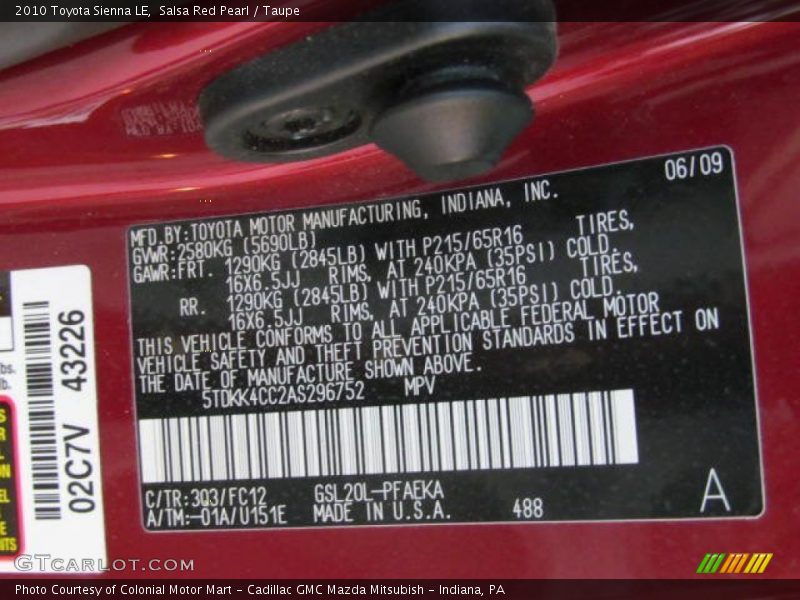 2010 Toyota Sienna LE, Salsa Red Pearl / Taupe
06/09
MFD.BY:TOYOTA MOTOR MANUFACTURING, INDIANA, INC.
GVWR:2580KG (5690LB)
GAWR:FRT. 1290KG (2845LB) WITH P215/65R16 TIRES,
16X6.5JJ RIMS, AT 240KPA (35PSI) COLD.
RR. 1290KG (2845LB) WITH P215/65R16 TIRES,
16X6.5JJ RIMS, AT 240KPA (35PSI) COLD.
THIS VEHICLE CONFORMS TO ALL APPLICABLE FEDERAL MOTOR
VEHICLE SAFETY AND THEFT PREVENTION STANDARDS IN EFFECT ON
THE DATE OF MANUFACTURE SHOWN ABOVE.
5TDKK4CC2AS296752 MPV
C/TR:3Q3/FC12 GSL20L-PFAEKA
A/TM:-01A/U151E MADE IN U.S.A. 488
A
02C7V 43226
GTCARLOT.COM
Photo Courtesy of Colonial Motor Mart - Cadillac GMC Mazda Mitsubish - Indiana, PA